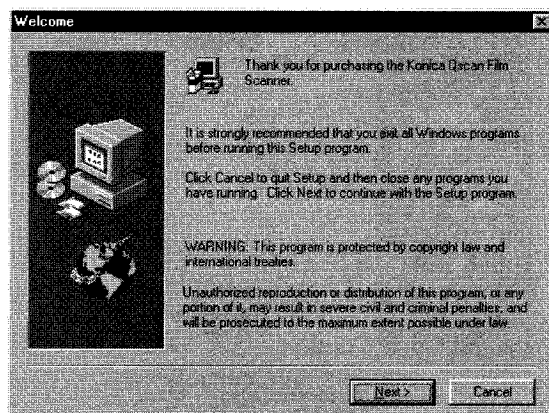 Welcome
Thank you for purchasing the Konica Qscan Film
Scanner.
It is strongly recommended that you exit all Windows programs
before running this Setup program.
Click Cancel to quit Setup and then close any programs you
have running. Click Next to continue with the Setup program.
WARNING: This program is protected by copyright law and
international treaties.
Unauthorized reproduction or distribution of this program, or any
portion of it, may result in severe civil and criminal penalties, and
will be prosecuted to the maximum extent possible under law.
Next >
Cancel